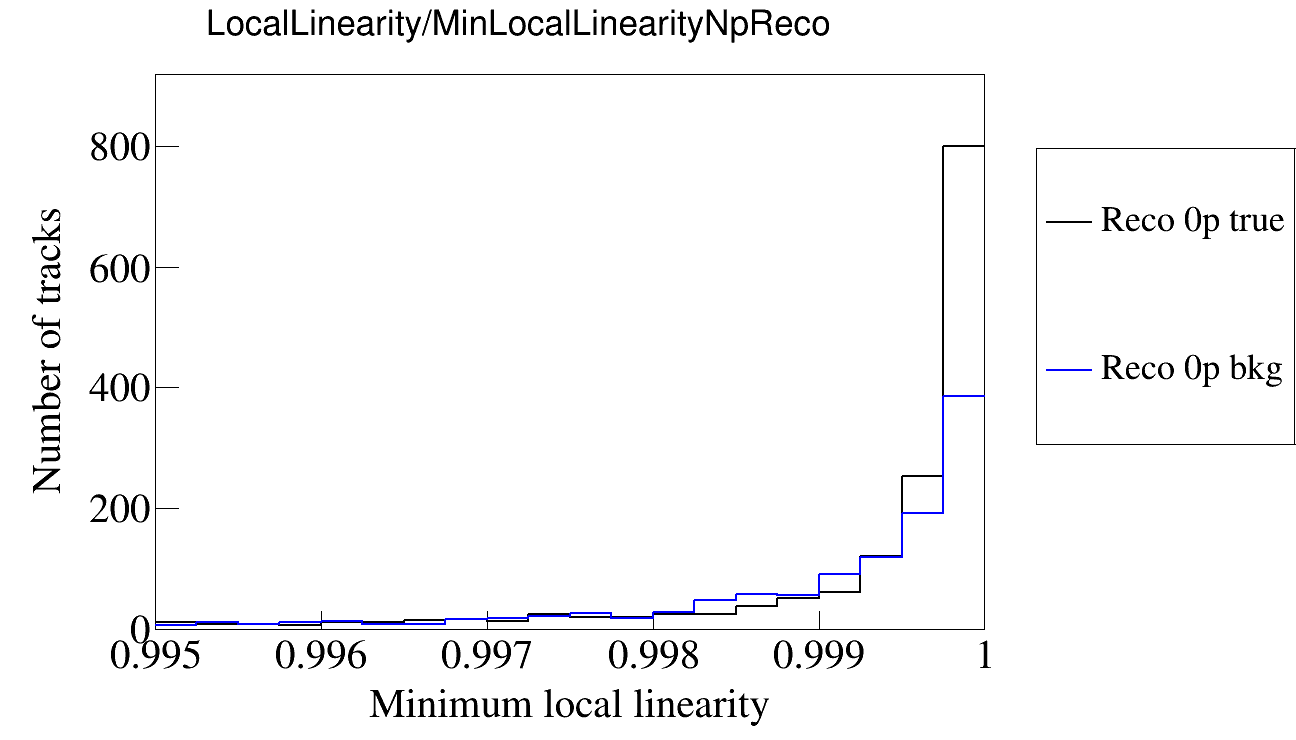 LocalLinearity/MinLocalLinearityNpReco
Number of tracks
800
600
400
200
0
0.995 0.996 0.997 0.998 0.999 1
Minimum local linearity
Reco 0p true
Reco 0p bkg